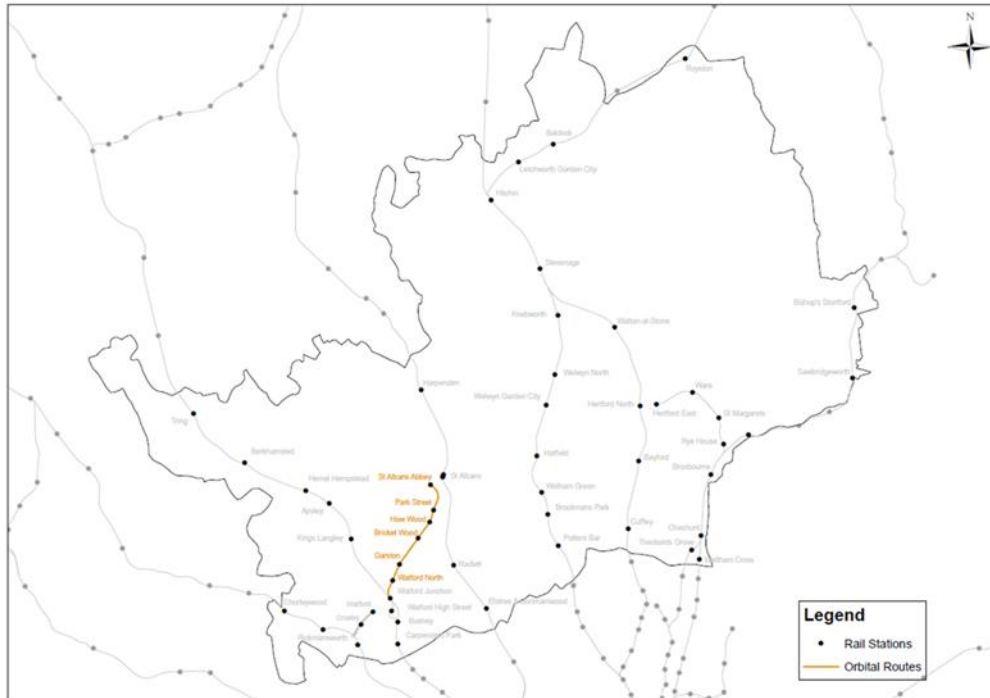 N
Royston
Baldock
Letchworth Garden City
Hitchin
Stevenage
Bishop's Stortford
Knebworth
Watton-at-Stone
Welwyn North
Sawbridgeworth
Harpenden
Ware
Welwyn Garden City
Hertford North
Hertford East
St Margarets
Tring
Rye House
Berkhamsted
Hatfield
Bayford
Broxbourne
Hemel Hempstead
St Albans Abbey
St Albans
Welham Green
Apsley
Park Street
Brookmans Park
How Wood
Cuffley
Cheshunt
Kings Langley
Bricket Wood
Potters Bar
Theobalds Grove
Garston
Radlett
Waltham Cross
Watford North
Watford Junction
Chorleywood
Watford
Watford High Street
Croxley
Bushey
Rickmansworth
Carpenders Park
Legend
Rail Stations
Orbital Routes